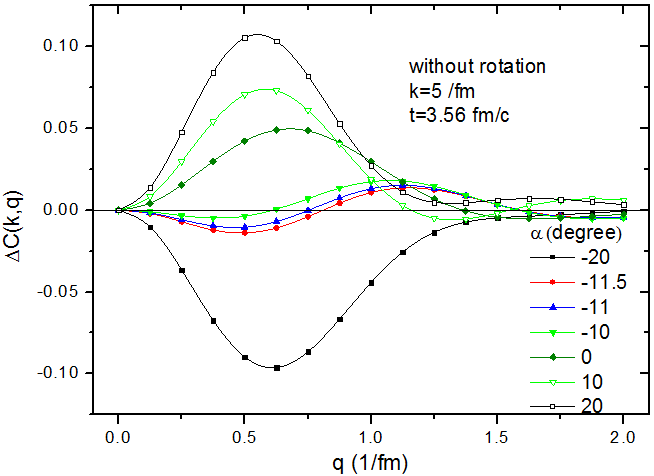 0.10
0.05
0.00
-0.05
-0.10
ΔC(k,q)
without rotation
k=5 /fm
t=3.56 fm/c
α(degree)
-20
-11.5
-11
-10
0
10
20
0.0 0.5 1.0 1.5 2.0
q (1/fm)